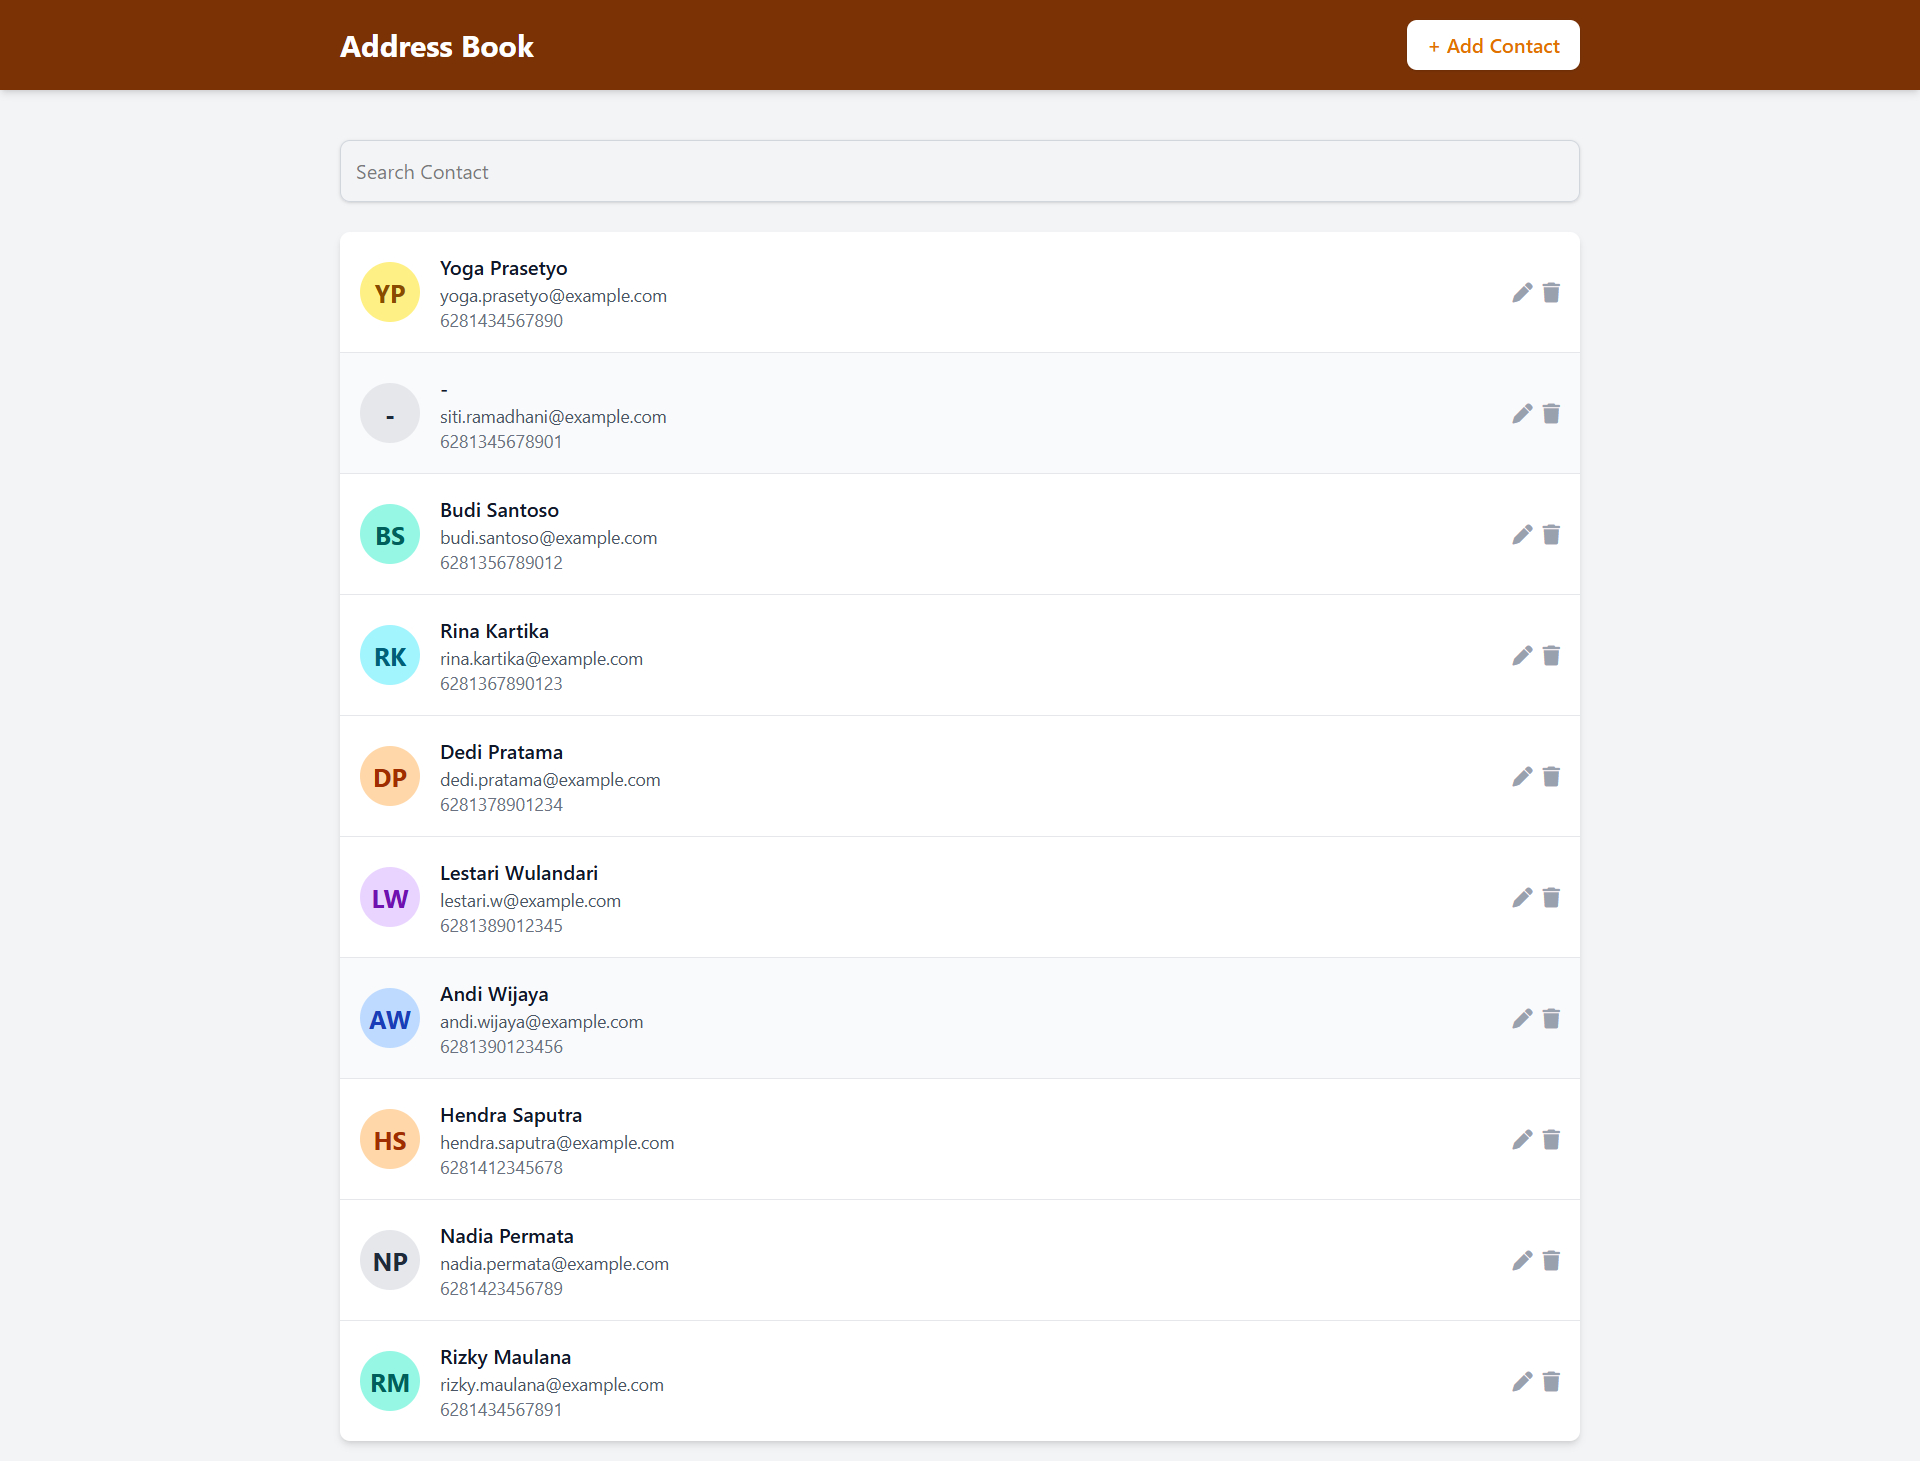 Address Book
+ Add Contact
Search Contact
YP
Yoga Prasetyo
yoga.prasetyo@example.com
6281434567890
-
-
siti.ramadhani@example.com
6281345678901
BS
Budi Santoso
budi.santoso@example.com
6281356789012
RK
Rina Kartika
rina.kartika@example.com
6281367890123
DP
Dedi Pratama
dedi.pratama@example.com
6281378901234
LW
Lestari Wulandari
lestari.w@example.com
6281389012345
AW
Andi Wijaya
andi.wijaya@example.com
6281390123456
HS
Hendra Saputra
hendra.saputra@example.com
6281412345678
NP
Nadia Permata
nadia.permata@example.com
6281423456789
RM
Rizky Maulana
rizky.maulana@example.com
6281434567891